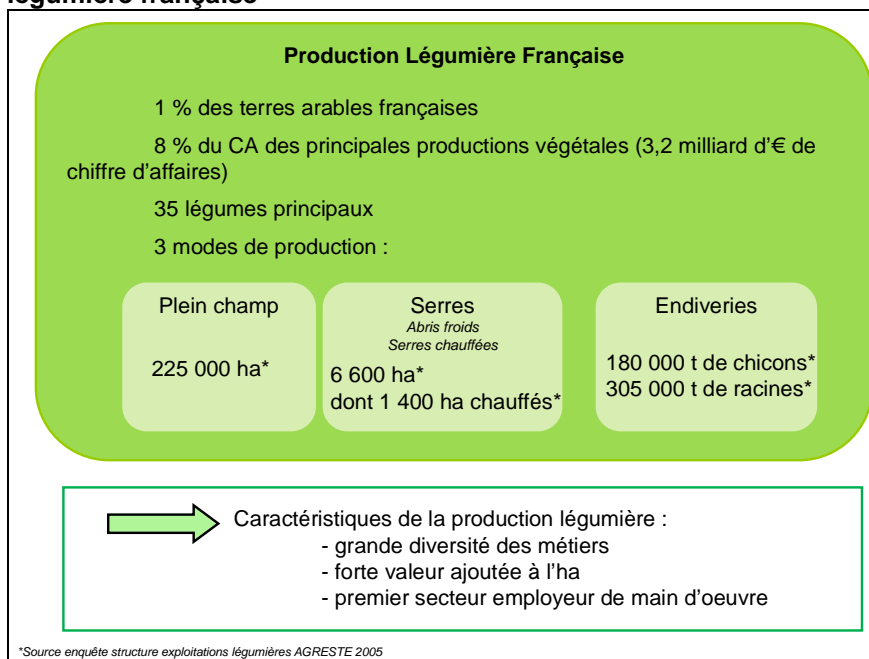 légumière française
Production Légumière Française
1 % des terres arables françaises
8 % du CA des principales productions végétales (3,2 milliard d'€ de
chiffre d'affaires)
35 légumes principaux
3 modes de production :
Plein champ
225 000 ha*
Serres
Abris froids
Serres chauffées
6 600 ha*
dont 1 400 ha chauffés*
Endiveries
180 000 t de chicons*
305 000 t de racines*
Caractéristiques de la production légumière :
- grande diversité des métiers
- forte valeur ajoutée à l'ha
- premier secteur employeur de main d'oeuvre
*Source enquête structure exploitations légumières AGRESTE 2005